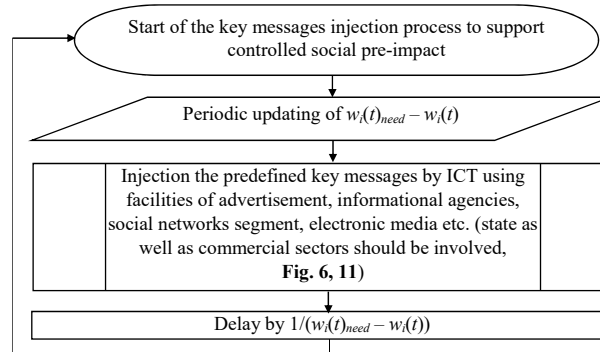 Start of the key messages injection process to support
controlled social pre-impact
Periodic updating of wᵢ(t)need – wᵢ(t)
Injection the predefined key messages by ICT using
facilities of advertisement, informational agencies,
social networks segment, electronic media etc. (state as
well as commercial sectors should be involved,
Fig. 6, 11)
Delay by 1/(wᵢ(t)need – wᵢ(t))